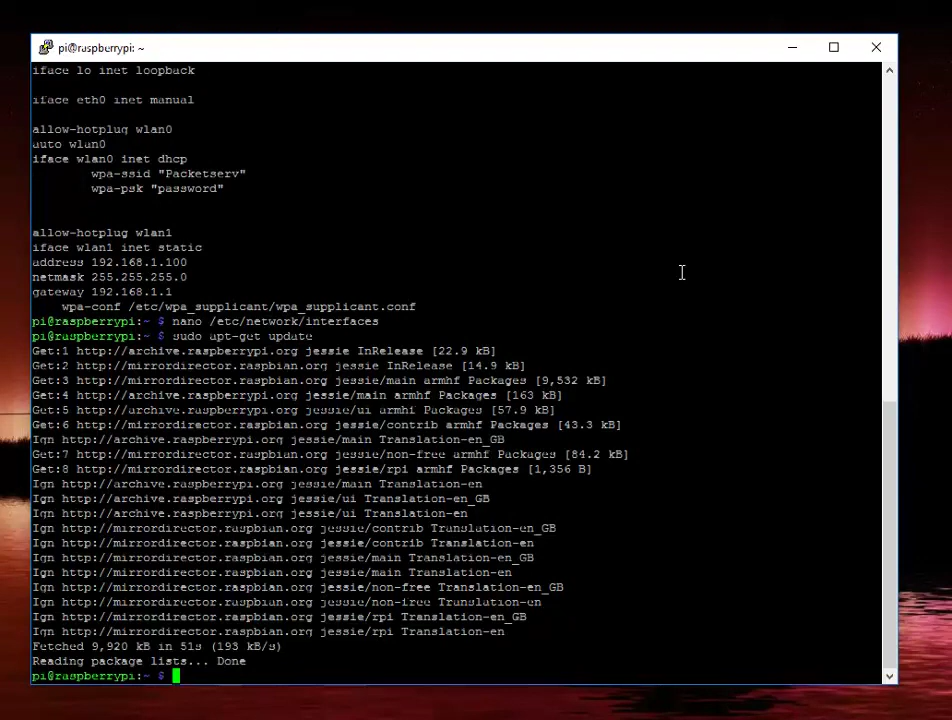 pi@raspberrypi: ~
iface lo inet loopback
iface eth0 inet manual
allow-hotplug wlan0
auto wlan0
iface wlan0 inet dhcp
wpa-ssid "Packetserv"
wpa-psk "password"
allow-hotplug wlan1
iface wlan1 inet static
address 192.168.1.100
netmask 255.255.255.0
gateway 192.168.1.1
wpa-conf /etc/wpa_supplicant/wpa_supplicant.conf
pi@raspberrypi:~ $ nano /etc/network/interfaces
pi@raspberrypi:~ $ sudo apt-get update
Get:1 http://archive.raspberrypi.org jessie InRelease [22.9 kB]
Get:2 http://mirrordirector.raspbian.org jessie InRelease [14.9 kB]
Get:3 http://mirrordirector.raspbian.org jessie/main armhf Packages [9,532 kB]
Get:4 http://archive.raspberrypi.org jessie/main armhf Packages [163 kB]
Get:5 http://archive.raspberrypi.org jessie/ui armhf Packages [57.9 kB]
Get:6 http://mirrordirector.raspbian.org jessie/contrib armhf Packages [43.3 kB]
Ign http://archive.raspberrypi.org jessie/main Translation-en_GB
Get:7 http://mirrordirector.raspbian.org jessie/non-free armhf Packages [84.2 kB]
Get:8 http://mirrordirector.raspbian.org jessie/rpi armhf Packages [1,356 B]
Ign http://archive.raspberrypi.org jessie/main Translation-en
Ign http://archive.raspberrypi.org jessie/ui Translation-en_GB
Ign http://archive.raspberrypi.org jessie/ui Translation-en
Ign http://mirrordirector.raspbian.org jessie/contrib Translation-en_GB
Ign http://mirrordirector.raspbian.org jessie/contrib Translation-en
Ign http://mirrordirector.raspbian.org jessie/main Translation-en_GB
Ign http://mirrordirector.raspbian.org jessie/main Translation-en
Ign http://mirrordirector.raspbian.org jessie/non-free Translation-en_GB
Ign http://mirrordirector.raspbian.org jessie/non-free Translation-en
Ign http://mirrordirector.raspbian.org jessie/rpi Translation-en_GB
Ign http://mirrordirector.raspbian.org jessie/rpi Translation-en
Fetched 9,920 kB in 51s (193 kB/s)
Reading package lists... Done
pi@raspberrypi:~ $